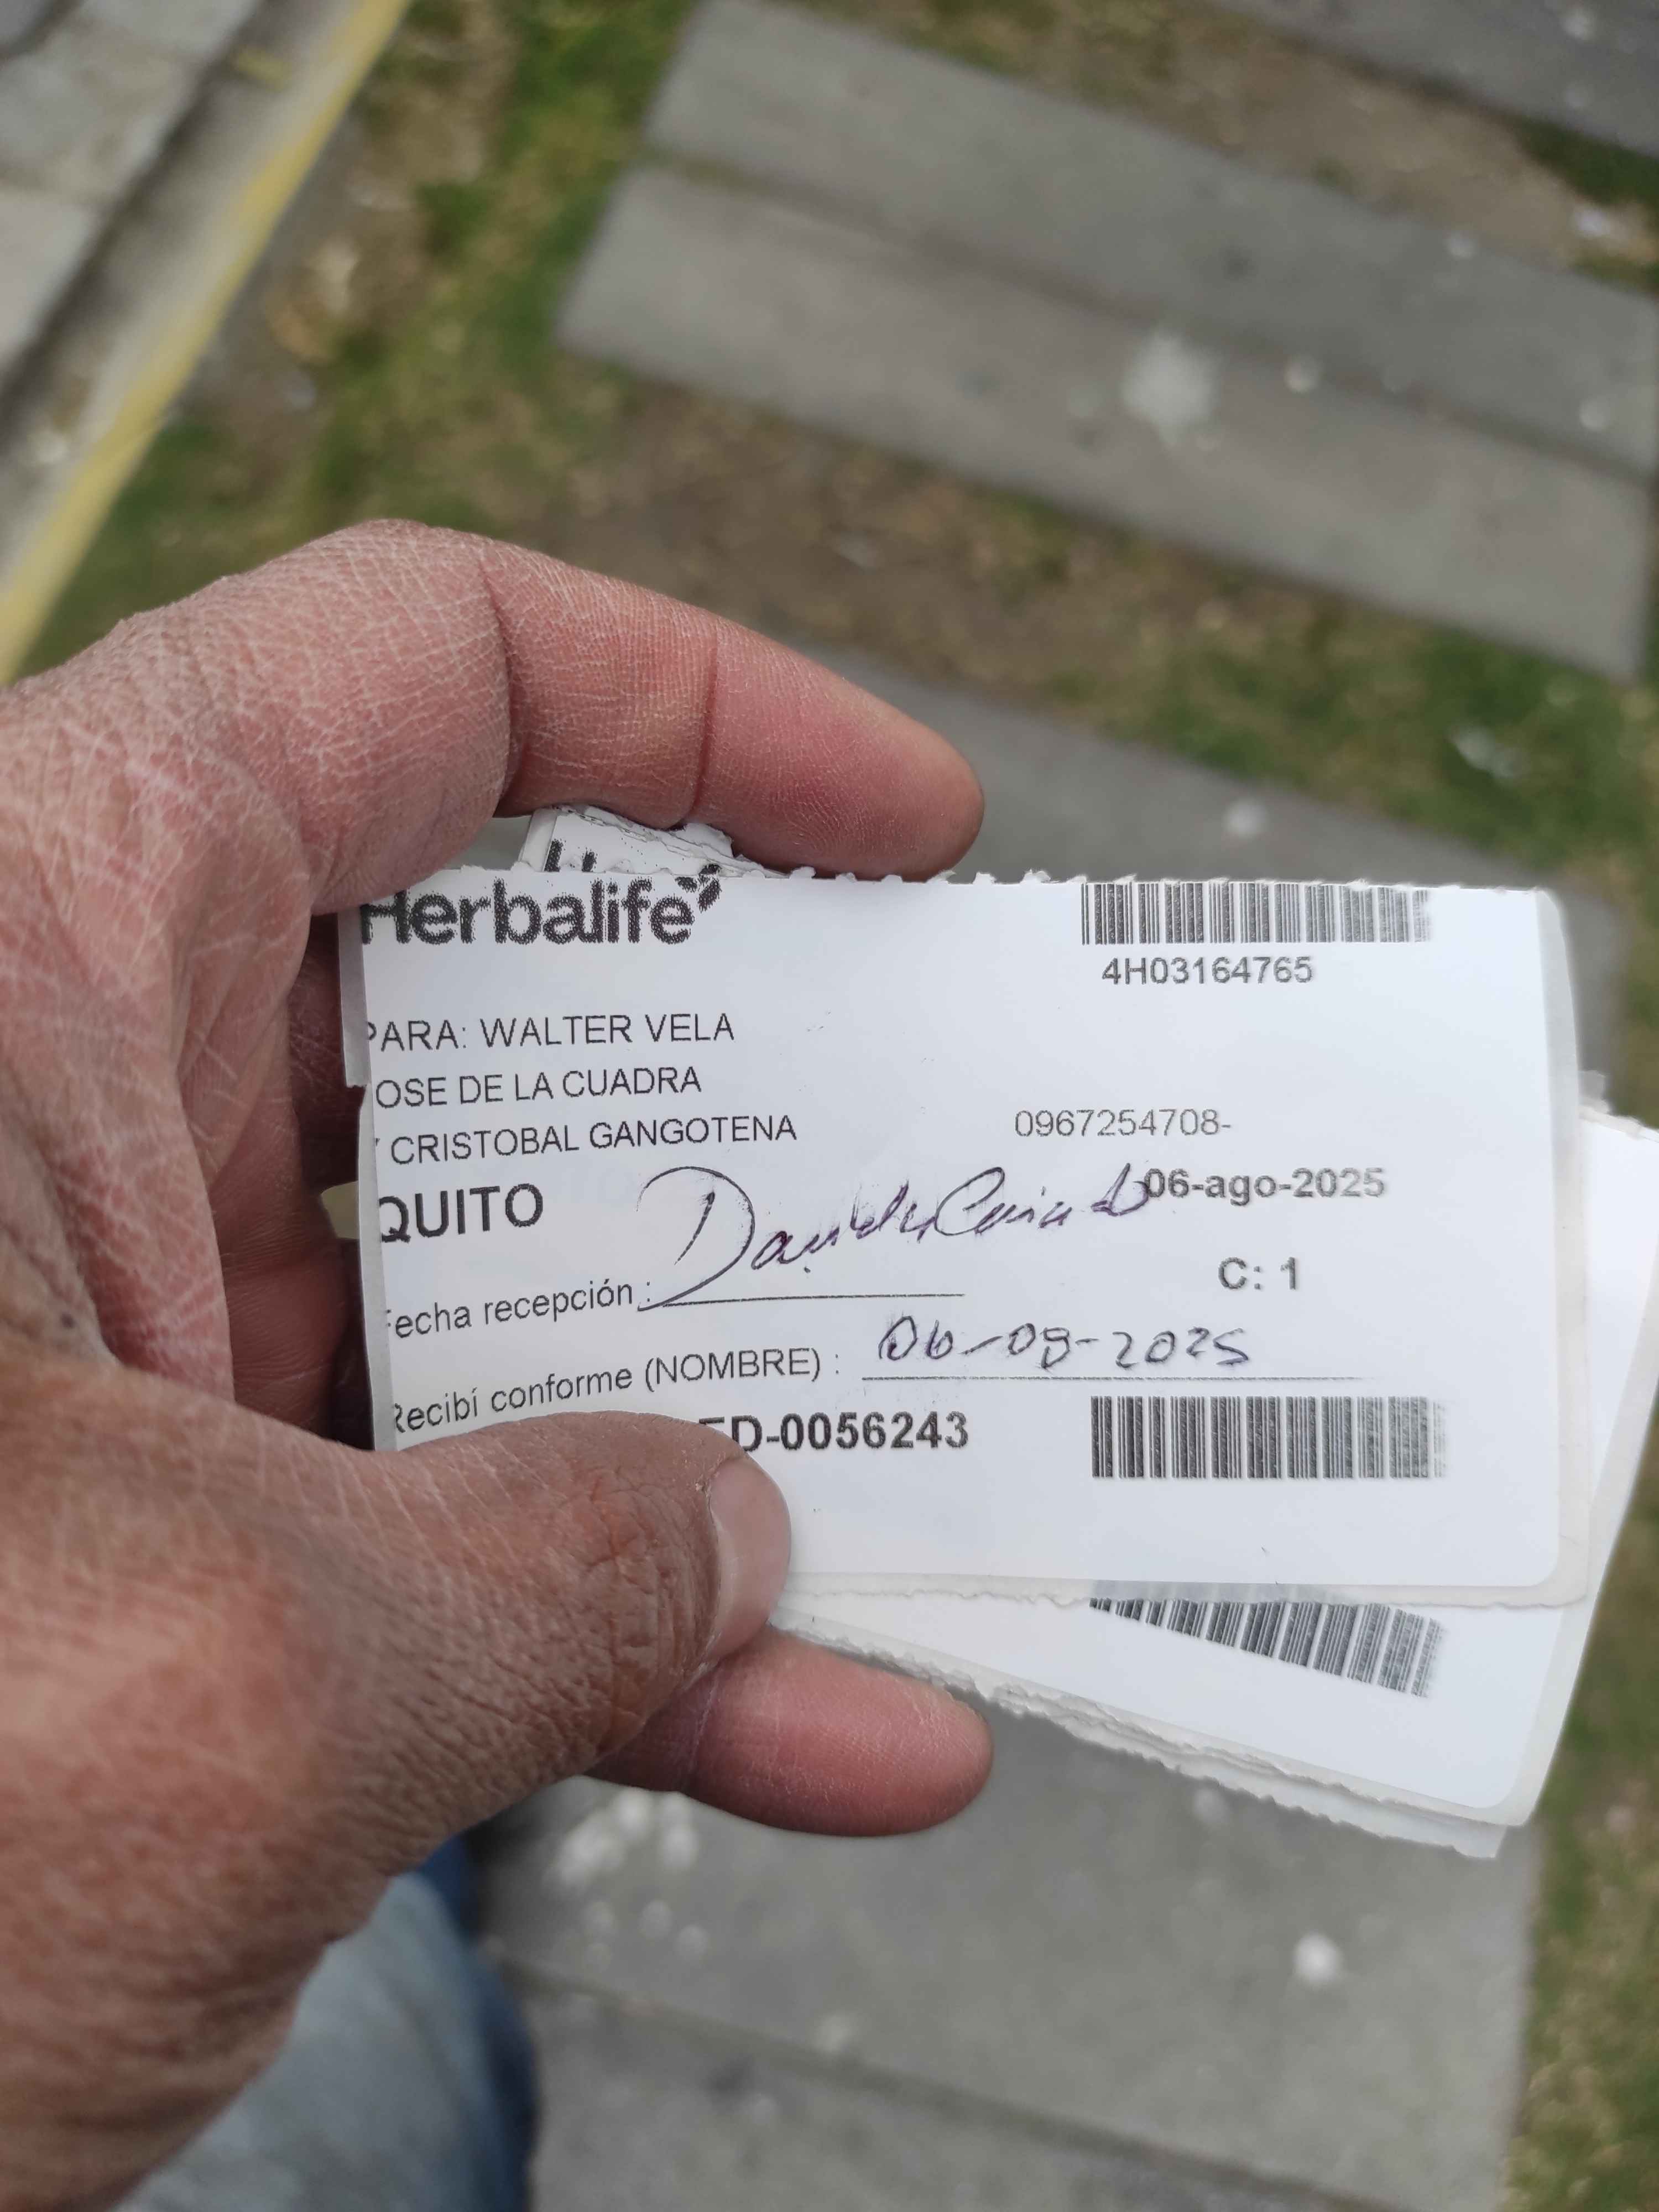 Herbalife
4H03164765
PARA: WALTER VELA
OSE DE LA CUADRA
Y CRISTOBAL GANGOTENA 0967254708-
QUITO 06-ago-2025
C: 1
Fecha recepción :
Recibí conforme (NOMBRE) : 06-08-2025
ED-0056243